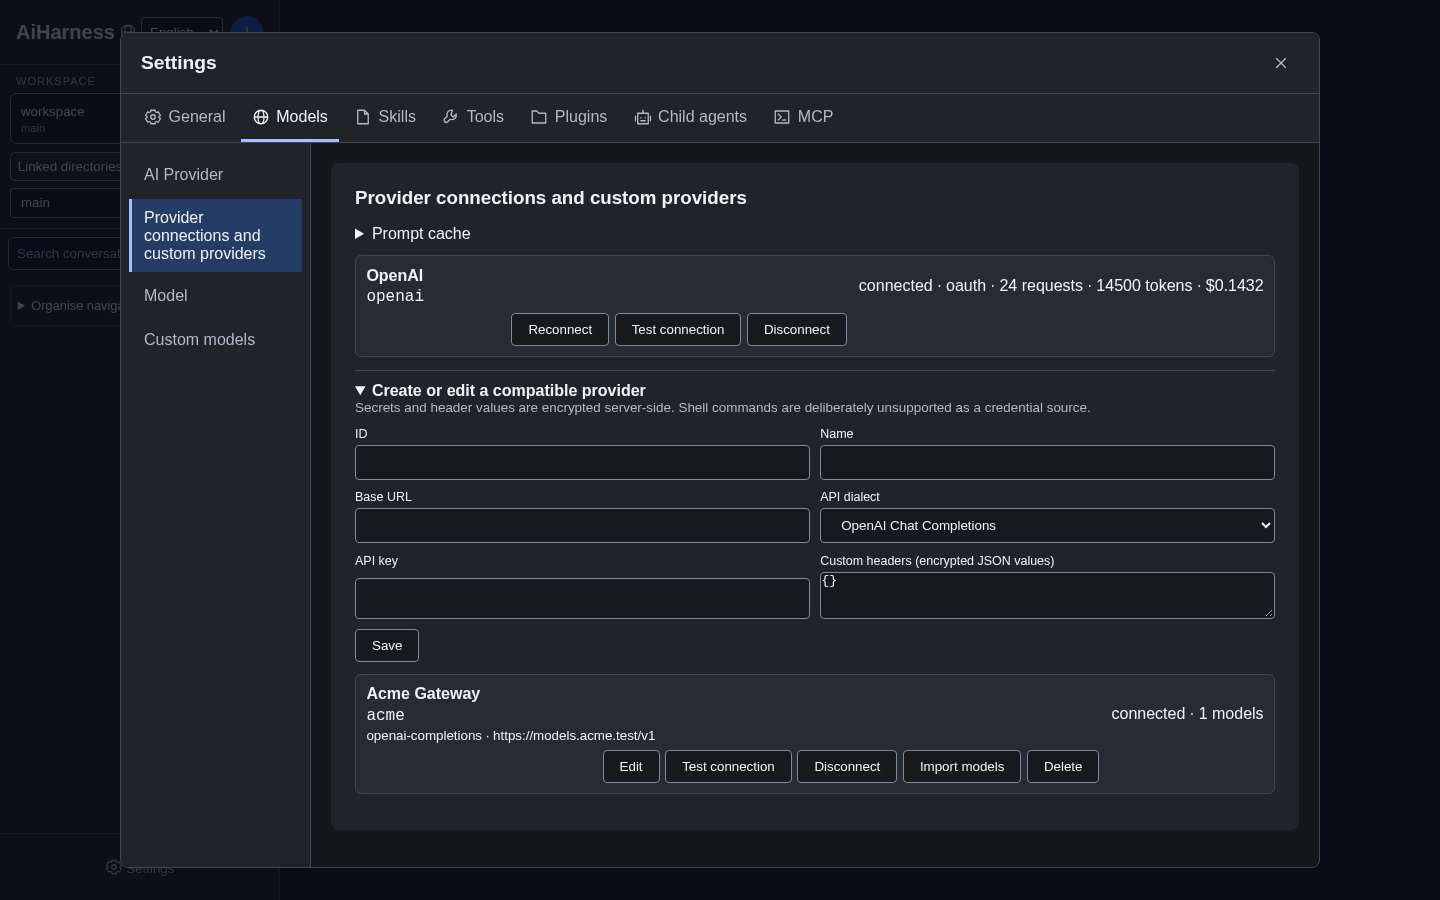 AiHarness
English
WORKSPACE
workspace
main
Linked directories
main
Organise
Settings
Settings
General
Models
Skills
Tools
Plugins
Child agents
MCP
AI Provider
Provider
connections and
custom providers
Model
Custom models
Provider connections and custom providers
Prompt cache
OpenAI
openai
connected · oauth · 24 requests · 14500 tokens · $0.1432
Reconnect
Test connection
Disconnect
Create or edit a compatible provider
Secrets and header values are encrypted server-side. Shell commands are deliberately unsupported as a credential source.
ID
Name
Base URL
API dialect
OpenAI Chat Completions
API key
Custom headers (encrypted JSON values)
{}
Save
Acme Gateway
acme
openai-completions · https://models.acme.test/v1
connected · 1 models
Edit
Test connection
Disconnect
Import models
Delete